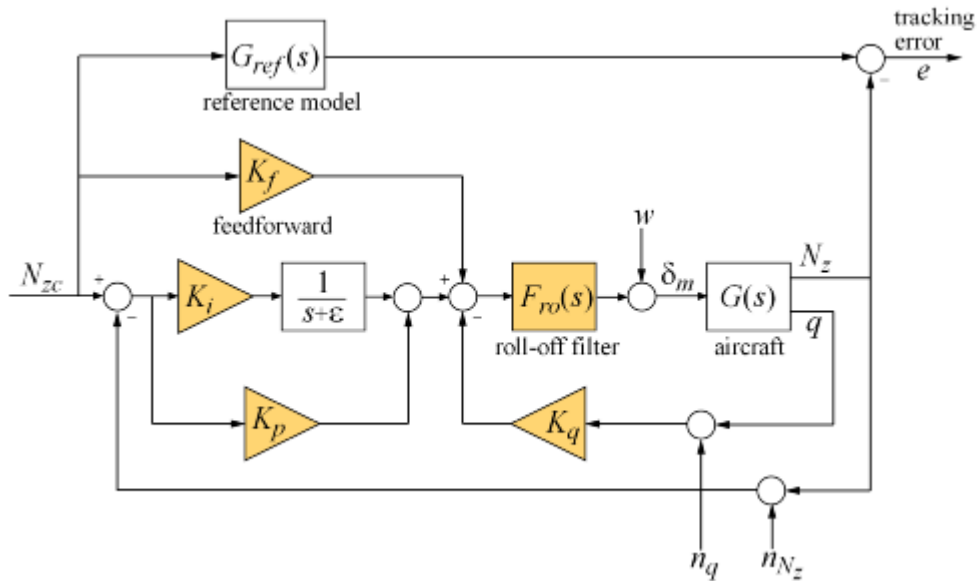 tracking
error
e
G_ref(s)
reference model
-
K_f
feedforward
w
N_zc
+
-
K_i
1
s+ε
+
-
F_ro(s)
roll-off filter
δ_m
G(s)
aircraft
N_z
q
K_p
K_q
n_q
n_N_z